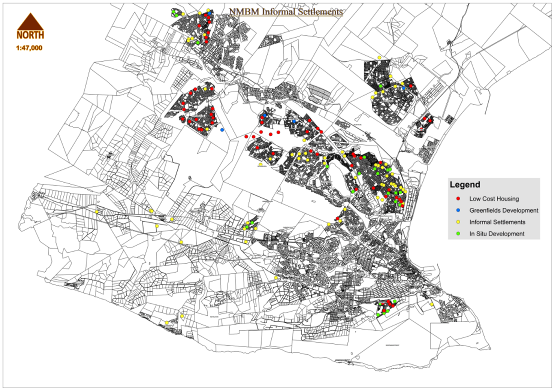 NMBM Informal Settlements
NORTH
1:47,000
Legend
Low Cost Housing
Greenfields Development
Informal Settlements
In Situ Development